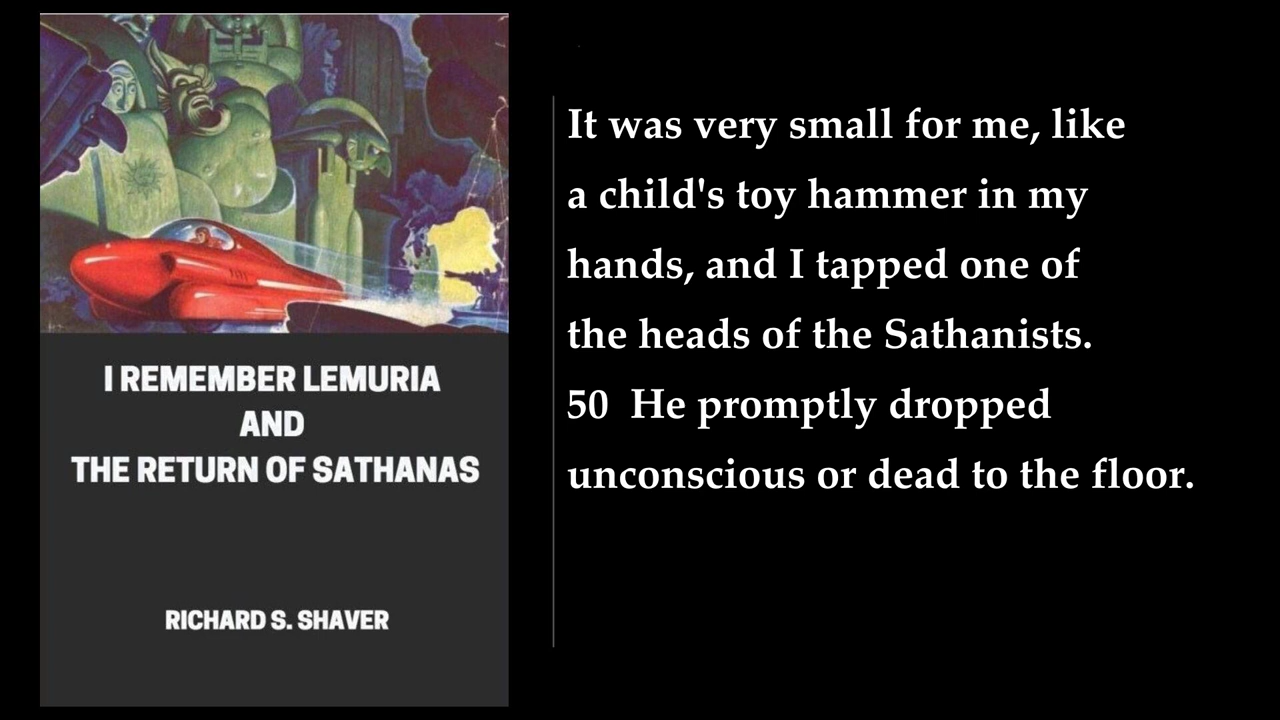 I REMEMBER LEMURIA
AND
THE RETURN OF SATHANAS
RICHARD S. SHAVER
It was very small for me, like
a child's toy hammer in my
hands, and I tapped one of
the heads of the Sathanists.
50  He promptly dropped
unconscious or dead to the floor.